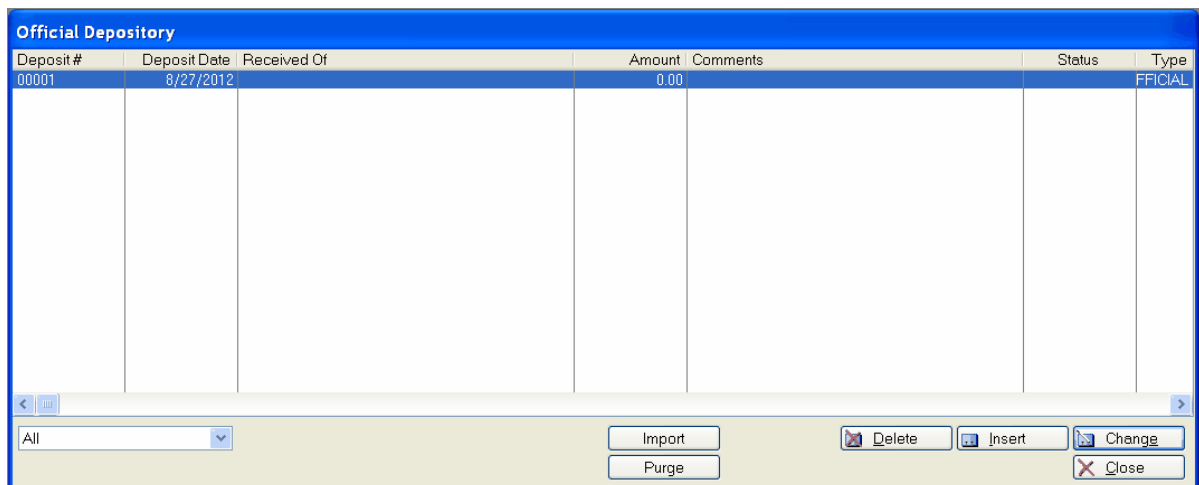 Official Depository
Deposit # Deposit Date Received Of Amount Comments Status Type
00001 8/27/2012 0.00 FFICIAL
All Import Delete Insert Change
Purge Close